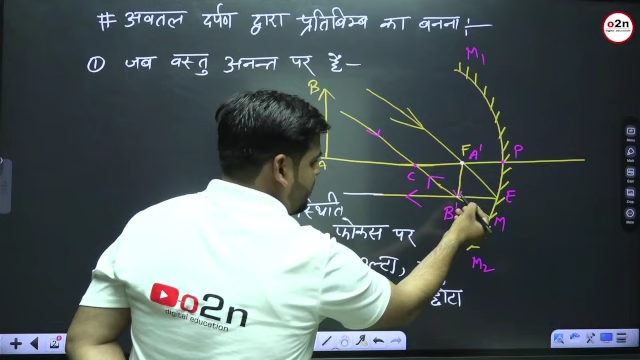 # अवतल दर्पण द्वारा प्रतिबिम्ब का बनना :-
① जब वस्तु अनन्त पर है -
M₁
B
a
F A' P
C
E
B'
M
स्थिति
फोकस पर
M₂
छोटा
o2n
digital education
o2n
digital education